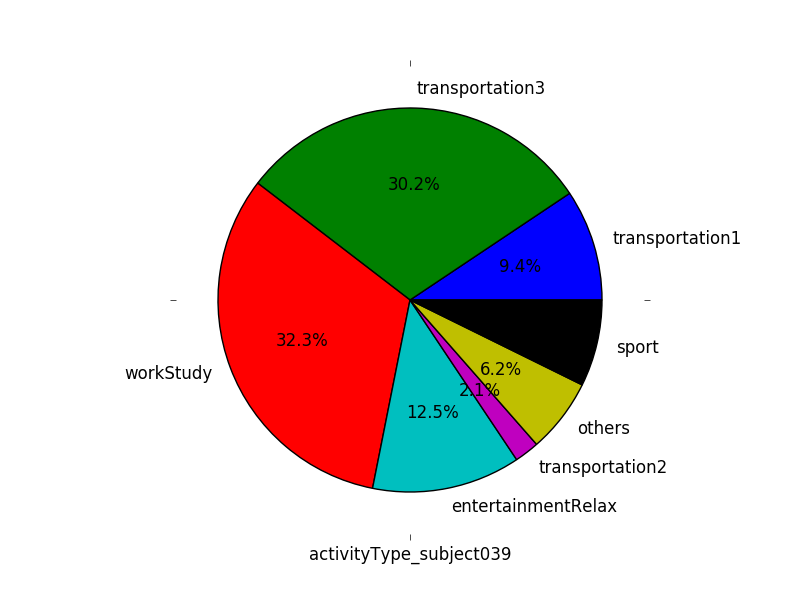 transportation3
30.2%
transportation1
9.4%
32.3%
workStudy
sport
6.2%
2.1%
12.5%
others
transportation2
entertainmentRelax
activityType_subject039